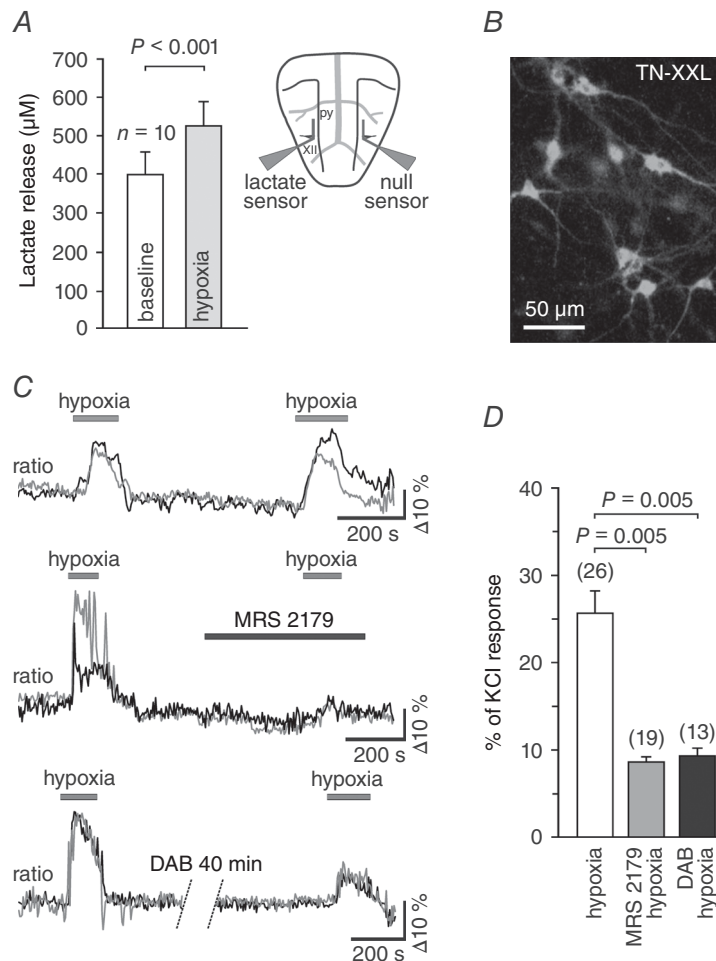 A
P < 0.001
Lactate release (µM)
700
600
500
400
300
200
100
0
n = 10
baseline
hypoxia
py
XII
lactate
sensor
null
sensor
B
TN-XXL
50 µm
C
hypoxia
hypoxia
ratio
200 s
Δ10 %
hypoxia
hypoxia
MRS 2179
ratio
200 s
Δ10 %
hypoxia
hypoxia
DAB 40 min
ratio
200 s
Δ10 %
D
% of KCl response
40
30
20
10
0
P = 0.005
P = 0.005
(26)
(19)
(13)
hypoxia
MRS 2179
hypoxia
DAB
hypoxia